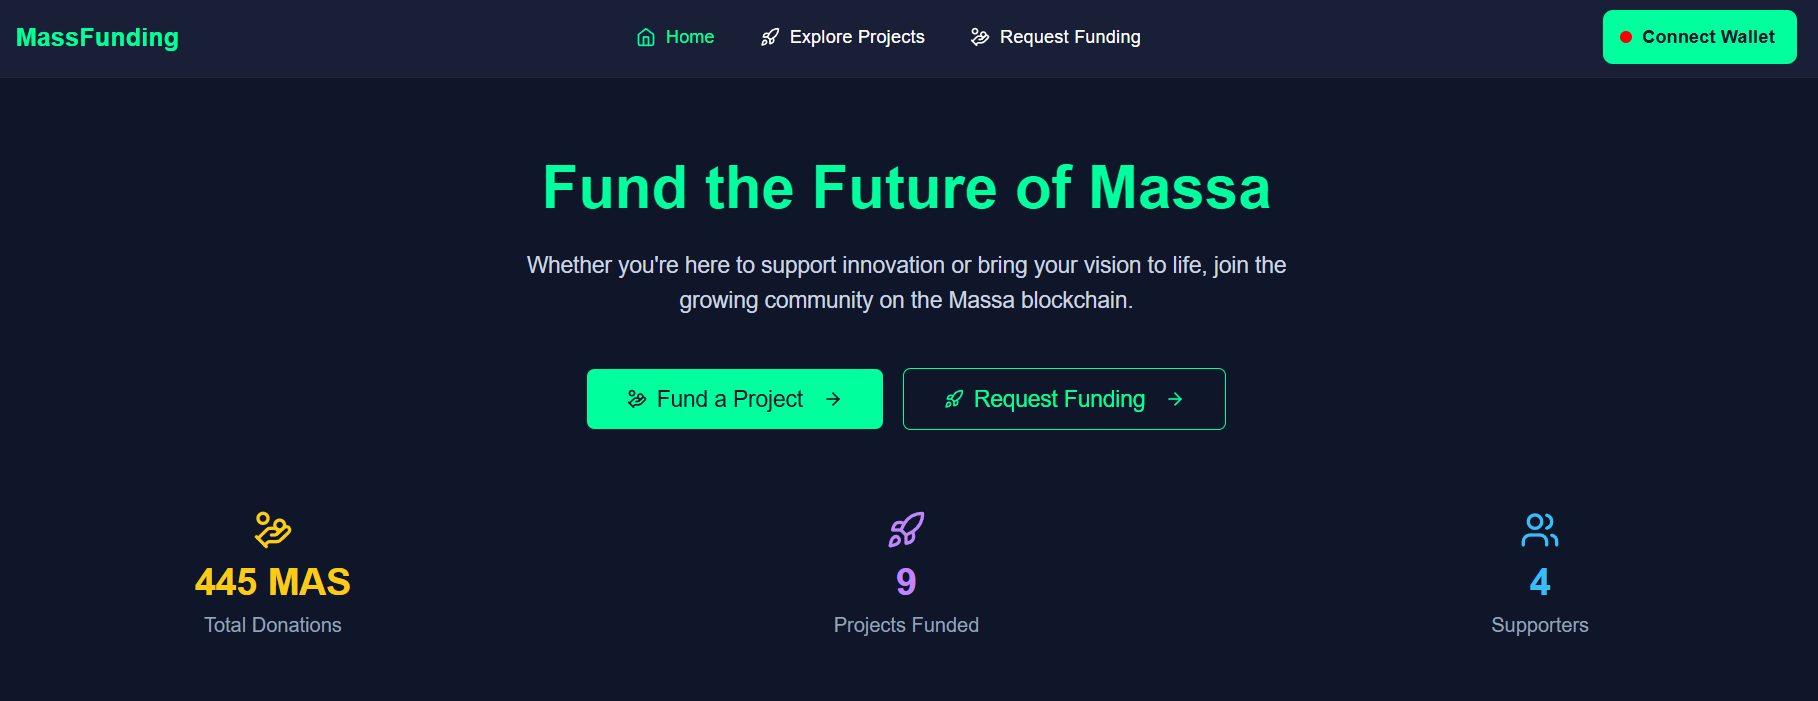 MassFunding
Home
Explore Projects
Request Funding
Connect Wallet
Fund the Future of Massa
Whether you're here to support innovation or bring your vision to life, join the
growing community on the Massa blockchain.
Fund a Project
Request Funding
445 MAS
Total Donations
9
Projects Funded
4
Supporters